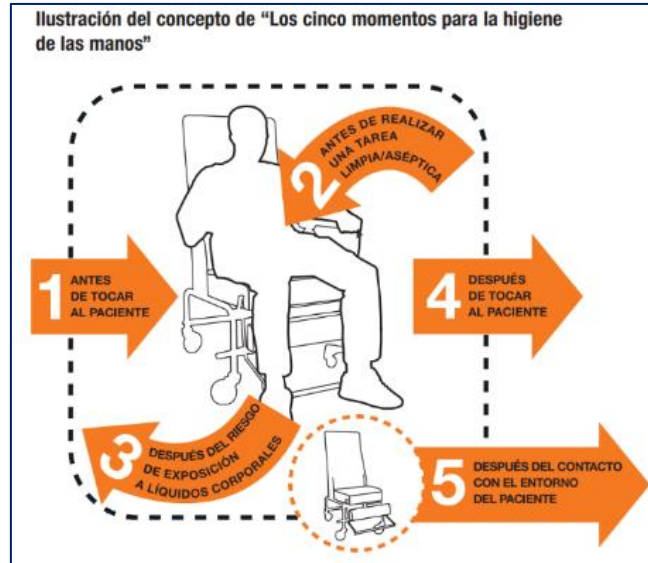 Ilustración del concepto de “Los cinco momentos para la higiene
de las manos”
1 ANTES
DE TOCAR
AL PACIENTE
2 ANTES DE REALIZAR
UNA TAREA
LIMPIA/ASÉPTICA
3 DESPUÉS DEL RIESGO
DE EXPOSICIÓN
A LÍQUIDOS CORPORALES
4 DESPUÉS
DE TOCAR
AL PACIENTE
5 DESPUÉS DEL CONTACTO
CON EL ENTORNO
DEL PACIENTE